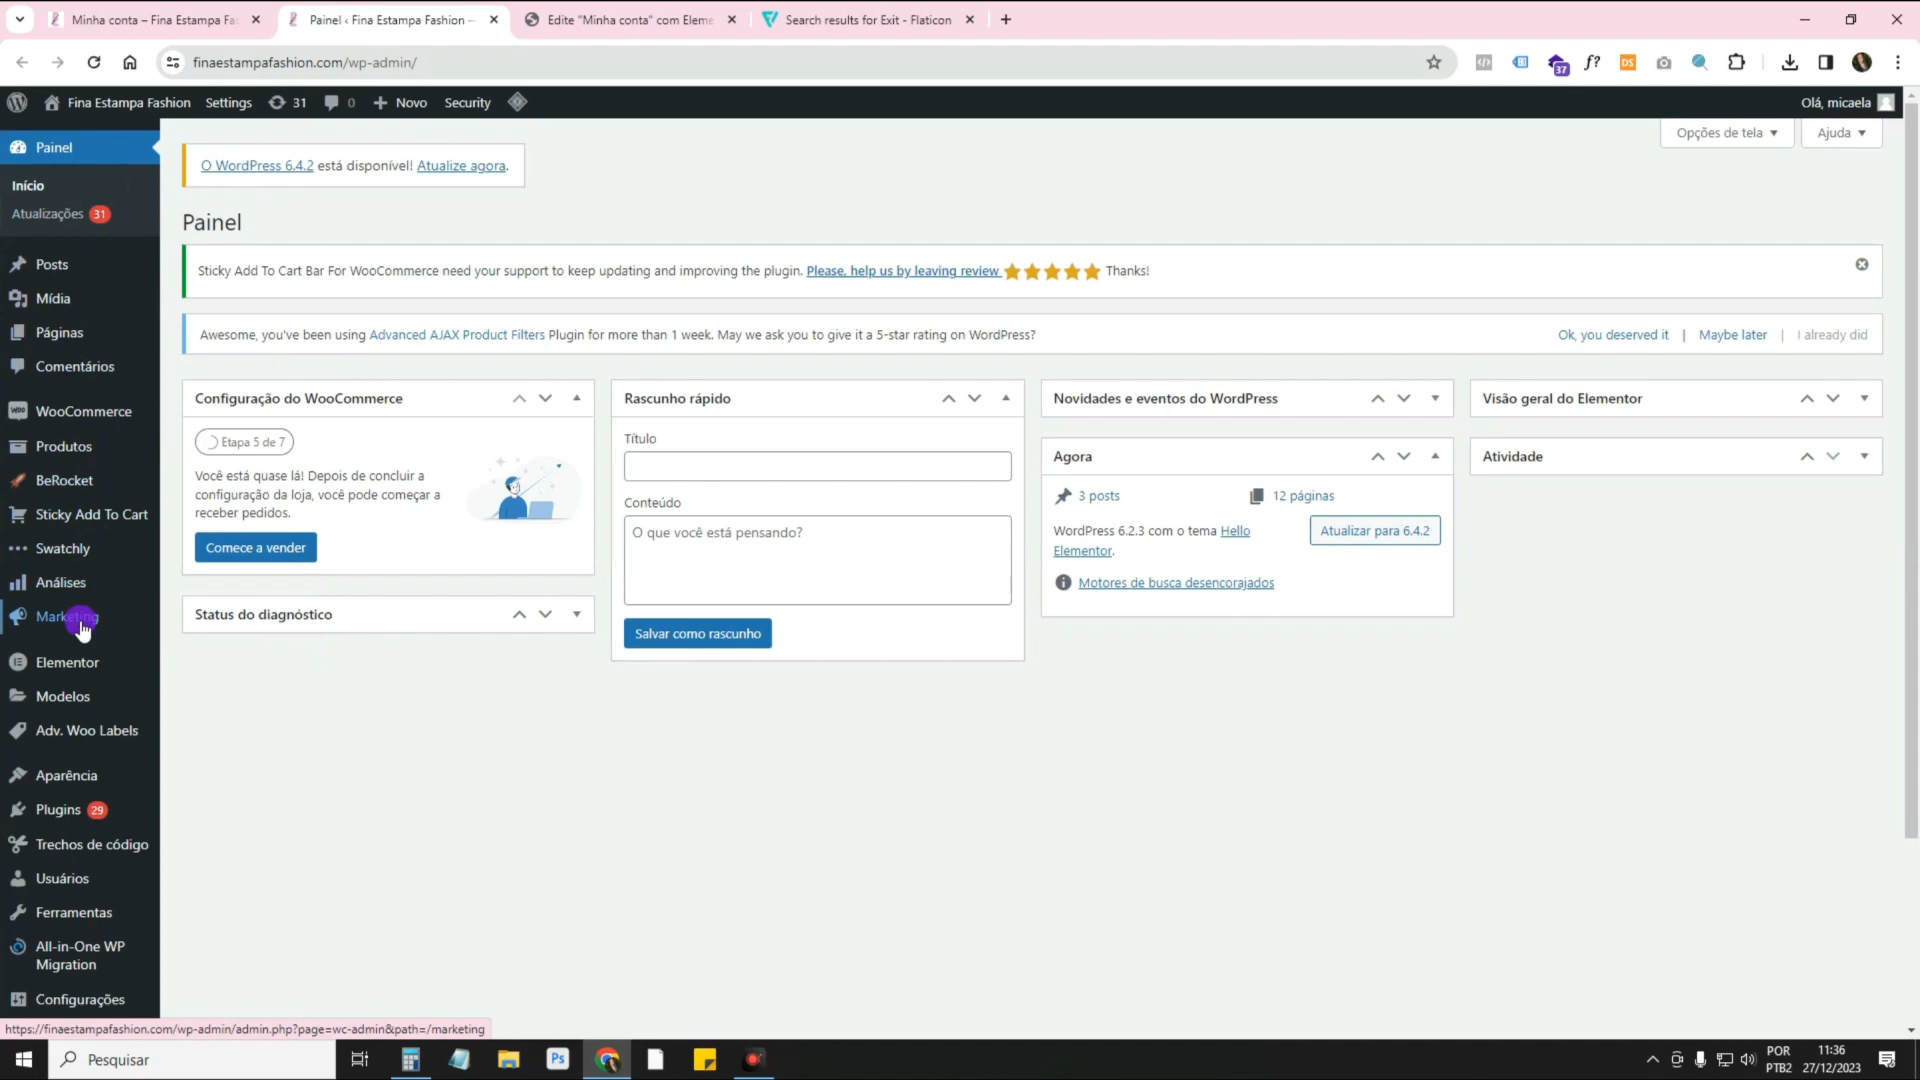 Minha conta – Fina Estampa Fa
Painel ‹ Fina Estampa Fashion —
Edite "Minha conta" com Eleme
Search results for Exit - Flaticon
finaestampafashion.com/wp-admin/
37
f?
DS
Fina Estampa Fashion
Settings
31
0
Novo
Security
Olá, micaela
Painel
Início
Atualizações 31
Posts
Mídia
Páginas
Comentários
WooCommerce
Produtos
BeRocket
Sticky Add To Cart
Swatchly
Análises
Marketing
Elementor
Modelos
Adv. Woo Labels
Aparência
Plugins 29
Trechos de código
Usuários
Ferramentas
All-in-One WP
Migration
Configurações
Opções de tela
Ajuda
O WordPress 6.4.2 está disponível! Atualize agora.
Painel
Sticky Add To Cart Bar For WooCommerce need your support to keep updating and improving the plugin. Please, help us by leaving review Thanks!
Awesome, you've been using Advanced AJAX Product Filters Plugin for more than 1 week. May we ask you to give it a 5-star rating on WordPress?
Ok, you deserved it | Maybe later | I already did
Configuração do WooCommerce
Etapa 5 de 7
Você está quase lá! Depois de concluir a
configuração da loja, você pode começar a
receber pedidos.
Comece a vender
Status do diagnóstico
Rascunho rápido
Título
Conteúdo
O que você está pensando?
Salvar como rascunho
Novidades e eventos do WordPress
Agora
3 posts
12 páginas
WordPress 6.2.3 com o tema Hello
Elementor.
Atualizar para 6.4.2
Motores de busca desencorajados
Visão geral do Elementor
Atividade
https://finaestampafashion.com/wp-admin/admin.php?page=wc-admin&path=/marketing
Pesquisar
Ps
POR
PTB2
11:36
27/12/2023